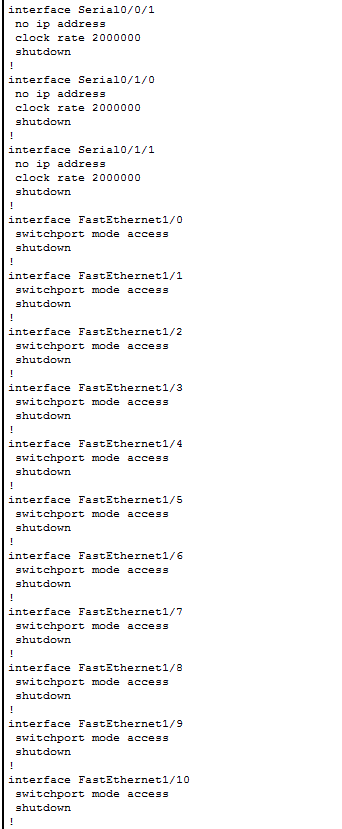 interface Serial0/0/1
 no ip address
 clock rate 2000000
 shutdown
!
interface Serial0/1/0
 no ip address
 clock rate 2000000
 shutdown
!
interface Serial0/1/1
 no ip address
 clock rate 2000000
 shutdown
!
interface FastEthernet1/0
 switchport mode access
 shutdown
!
interface FastEthernet1/1
 switchport mode access
 shutdown
!
interface FastEthernet1/2
 switchport mode access
 shutdown
!
interface FastEthernet1/3
 switchport mode access
 shutdown
!
interface FastEthernet1/4
 switchport mode access
 shutdown
!
interface FastEthernet1/5
 switchport mode access
 shutdown
!
interface FastEthernet1/6
 switchport mode access
 shutdown
!
interface FastEthernet1/7
 switchport mode access
 shutdown
!
interface FastEthernet1/8
 switchport mode access
 shutdown
!
interface FastEthernet1/9
 switchport mode access
 shutdown
!
interface FastEthernet1/10
 switchport mode access
 shutdown
!